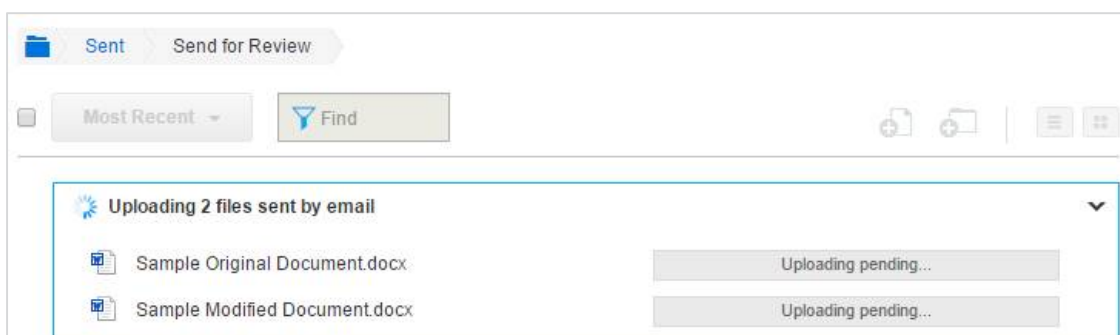 Sent Send for Review
Most Recent Find
Uploading 2 files sent by email
Sample Original Document.docx Uploading pending...
Sample Modified Document.docx Uploading pending...